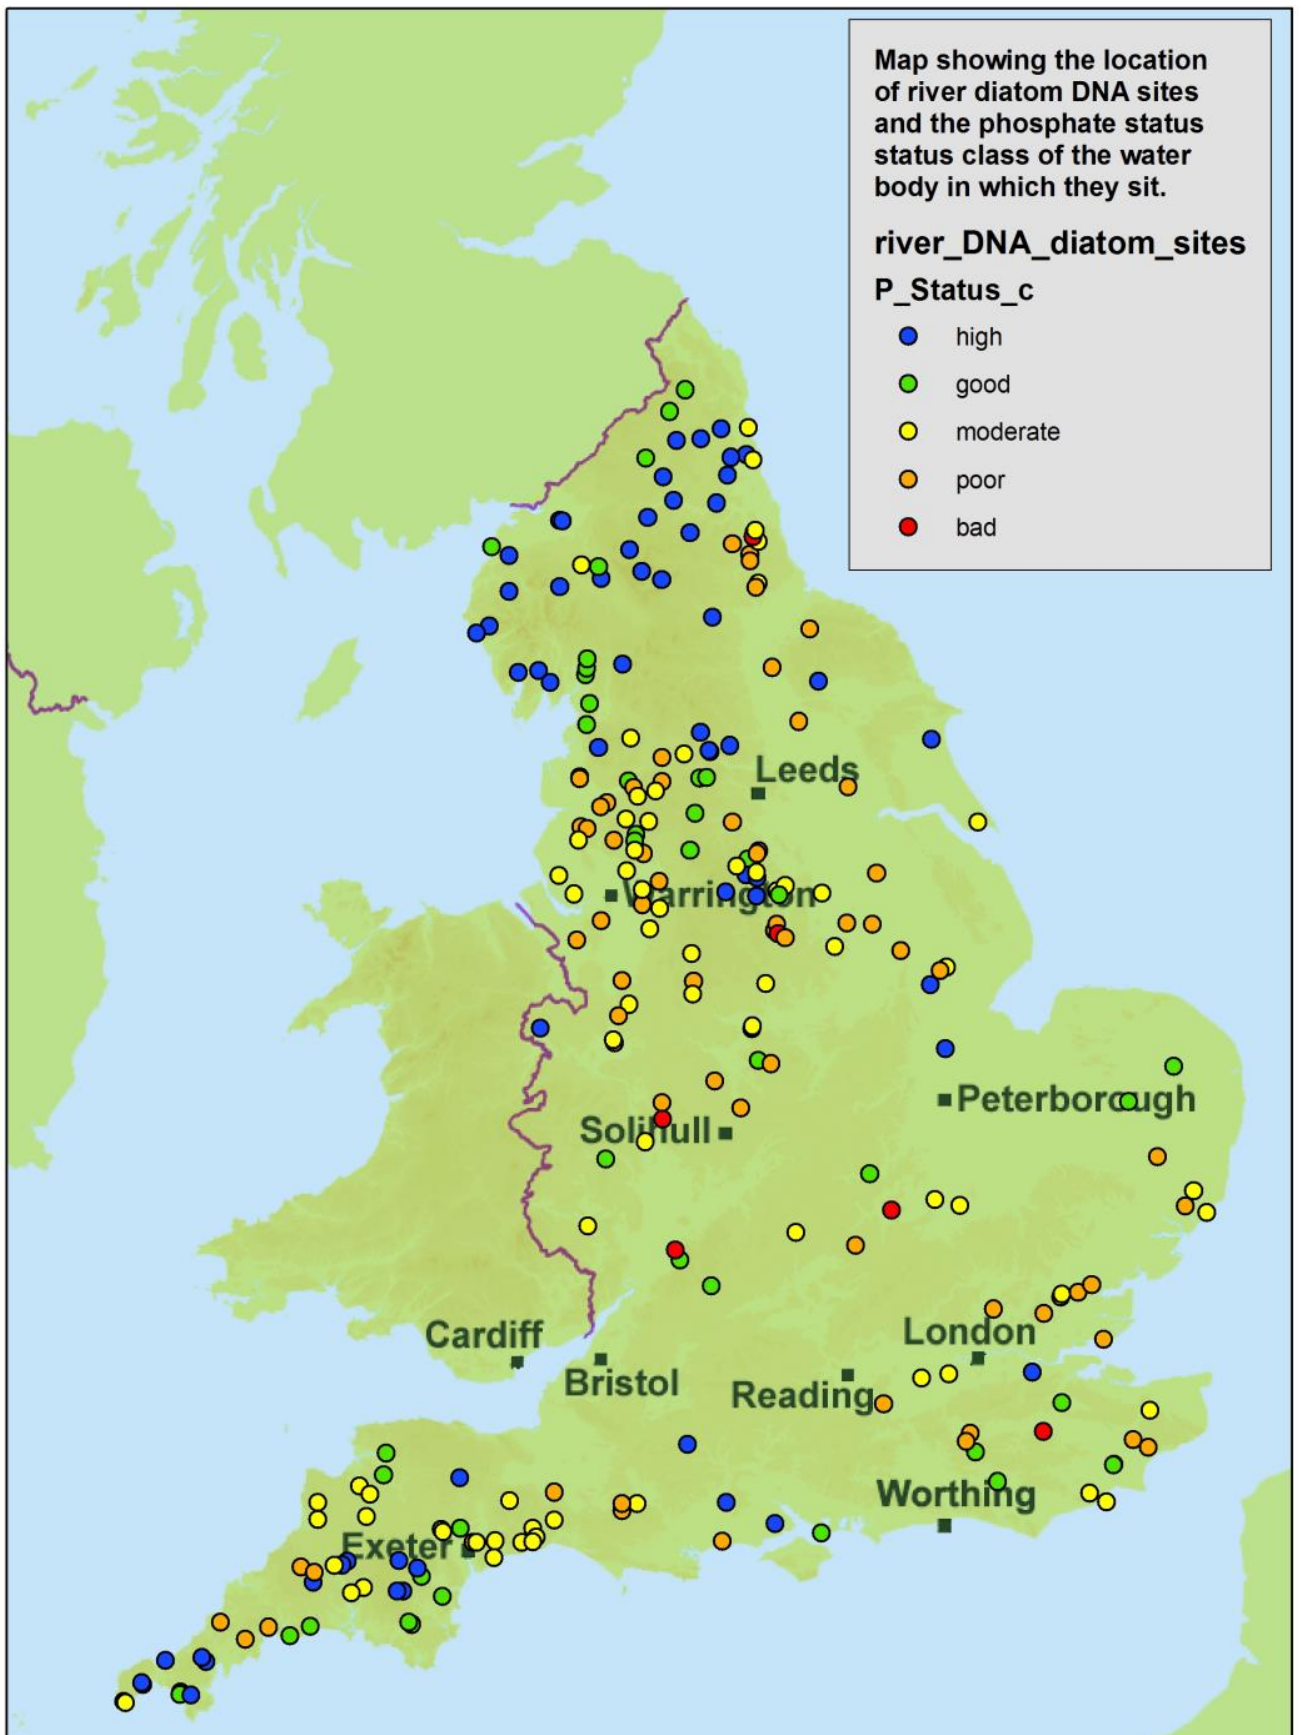 Map showing the location
of river diatom DNA sites
and the phosphate status
status class of the water
body in which they sit.
river_DNA_diatom_sites
P_Status_c
high
good
moderate
poor
bad
Leeds
Warrington
Peterborough
Solihull
Cardiff
London
Bristol
Reading
Worthing
Exeter